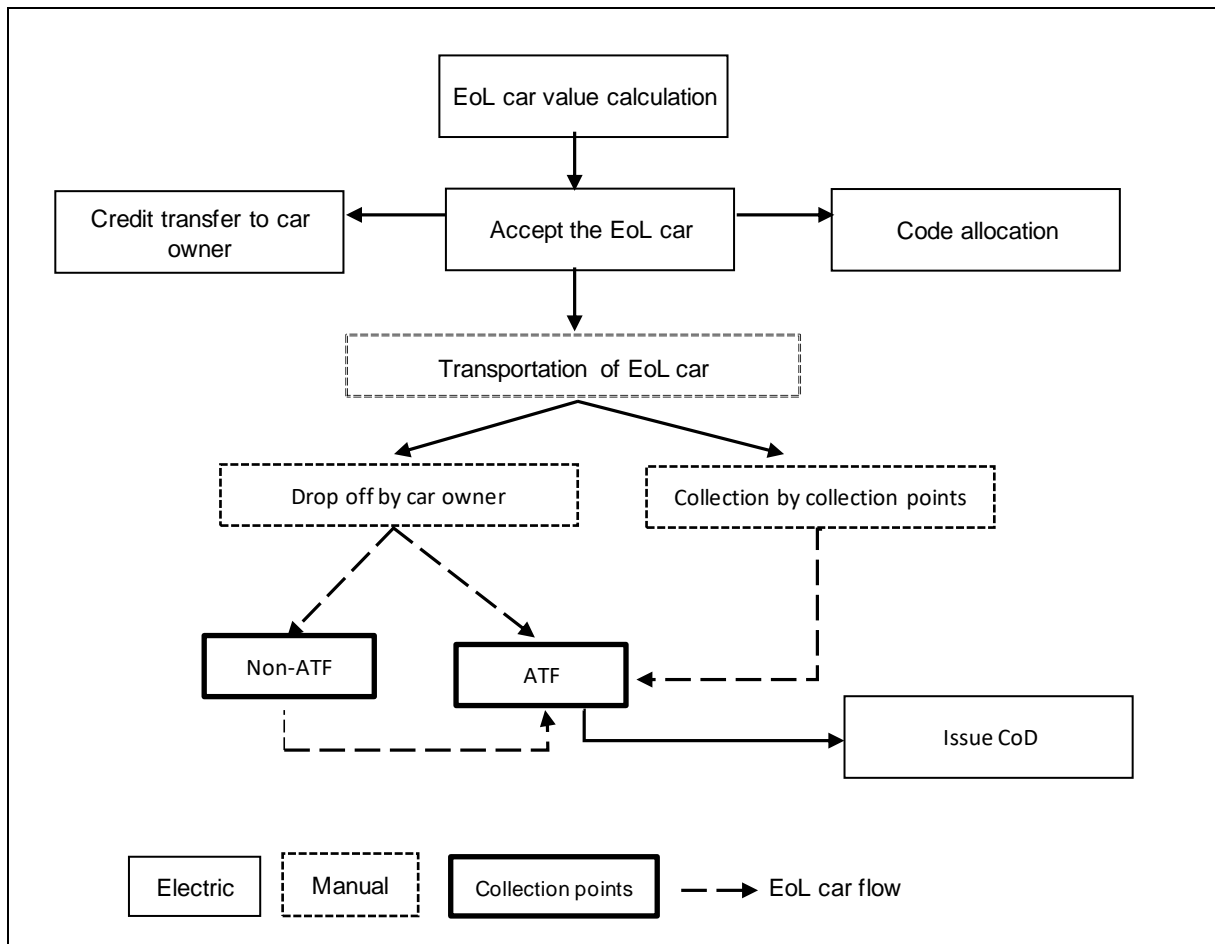 EoL car value calculation
Credit transfer to car
owner
Accept the EoL car
Code allocation
Transportation of EoL car
Drop off by car owner
Collection by collection points
Non-ATF
ATF
Issue CoD
Electric
Manual
Collection points
EoL car flow